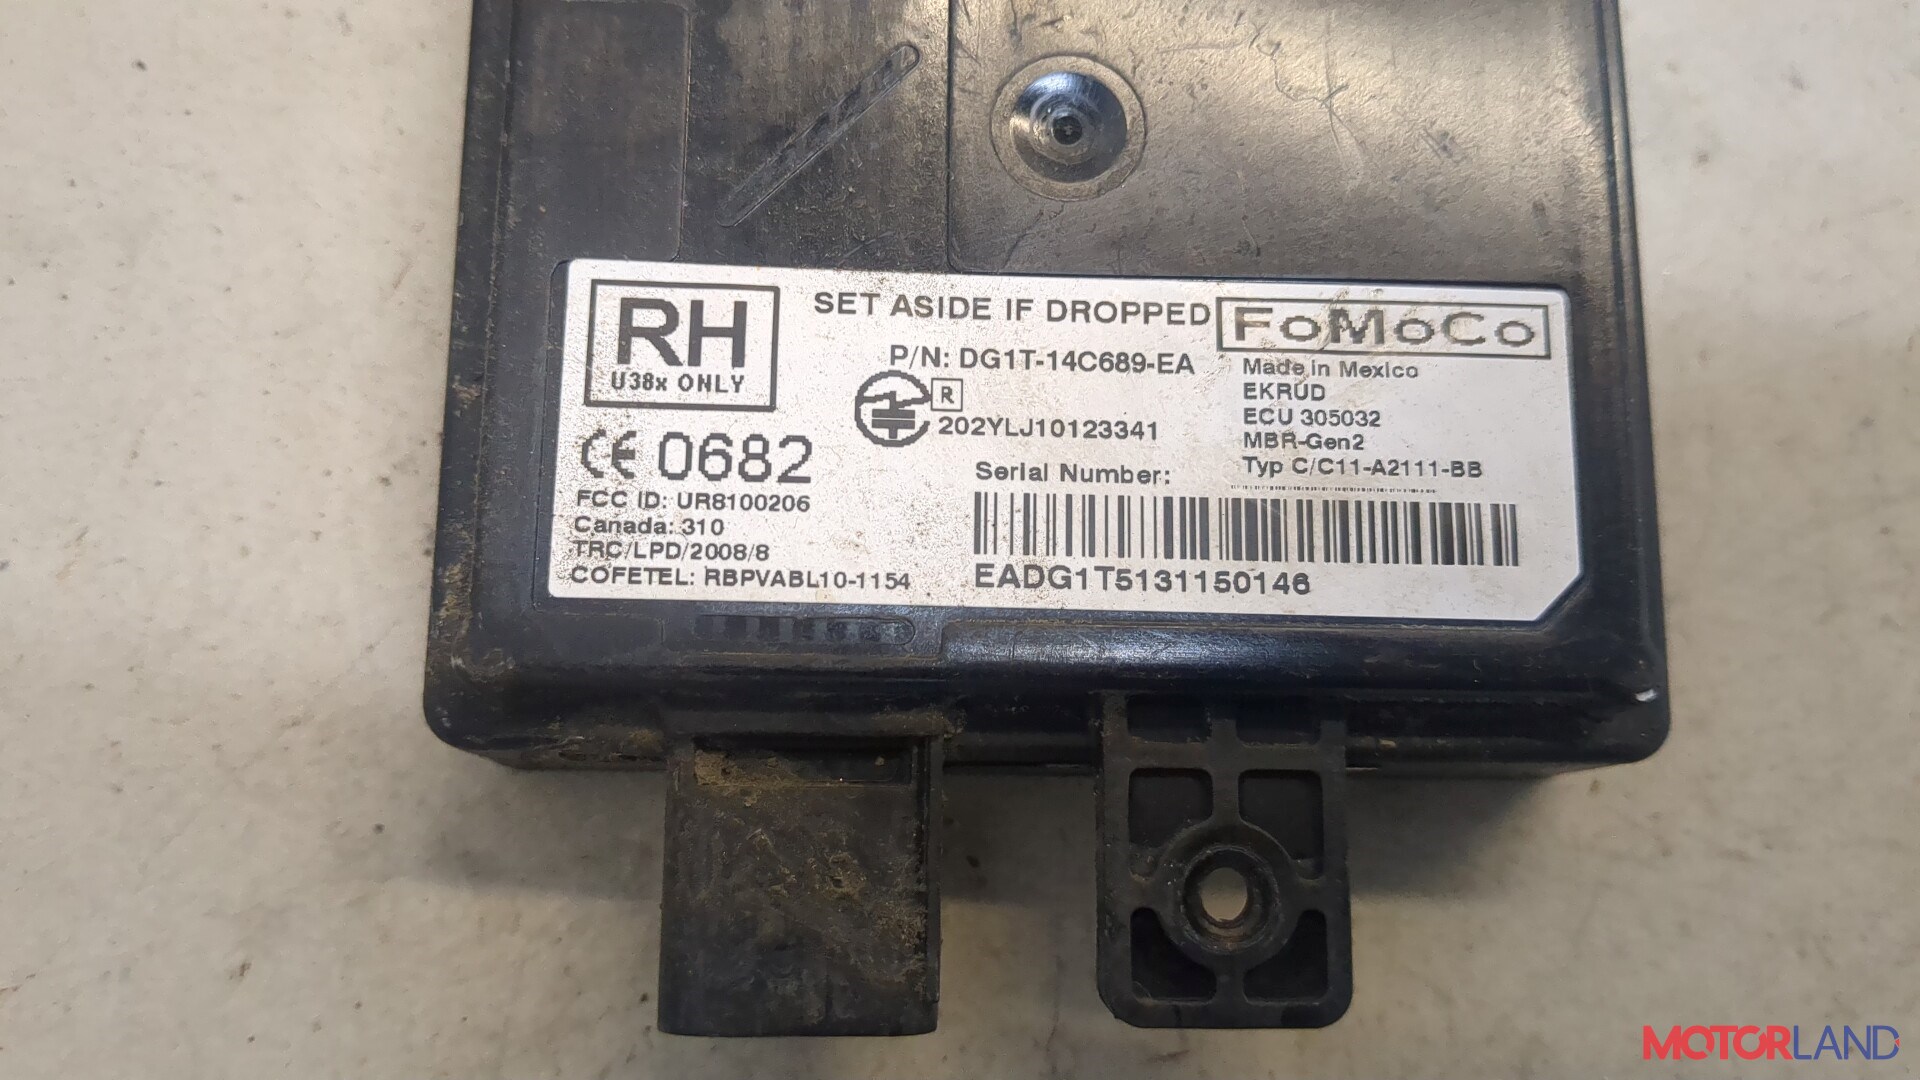 RH
U38x ONLY
SET ASIDE IF DROPPED
FoMoCo
P/N: DG1T-14C689-EA
R
202YLJ10123341
Made in Mexico
EKRUD
ECU 305032
MBR-Gen2
Typ C/C11-A2111-BB
CE 0682
FCC ID: UR8100206
Canada: 310
TRC/LPD/2008/8
COFETEL: RBPVABL10-1154
Serial Number:
EADG1T5131150146
MOTORLAND